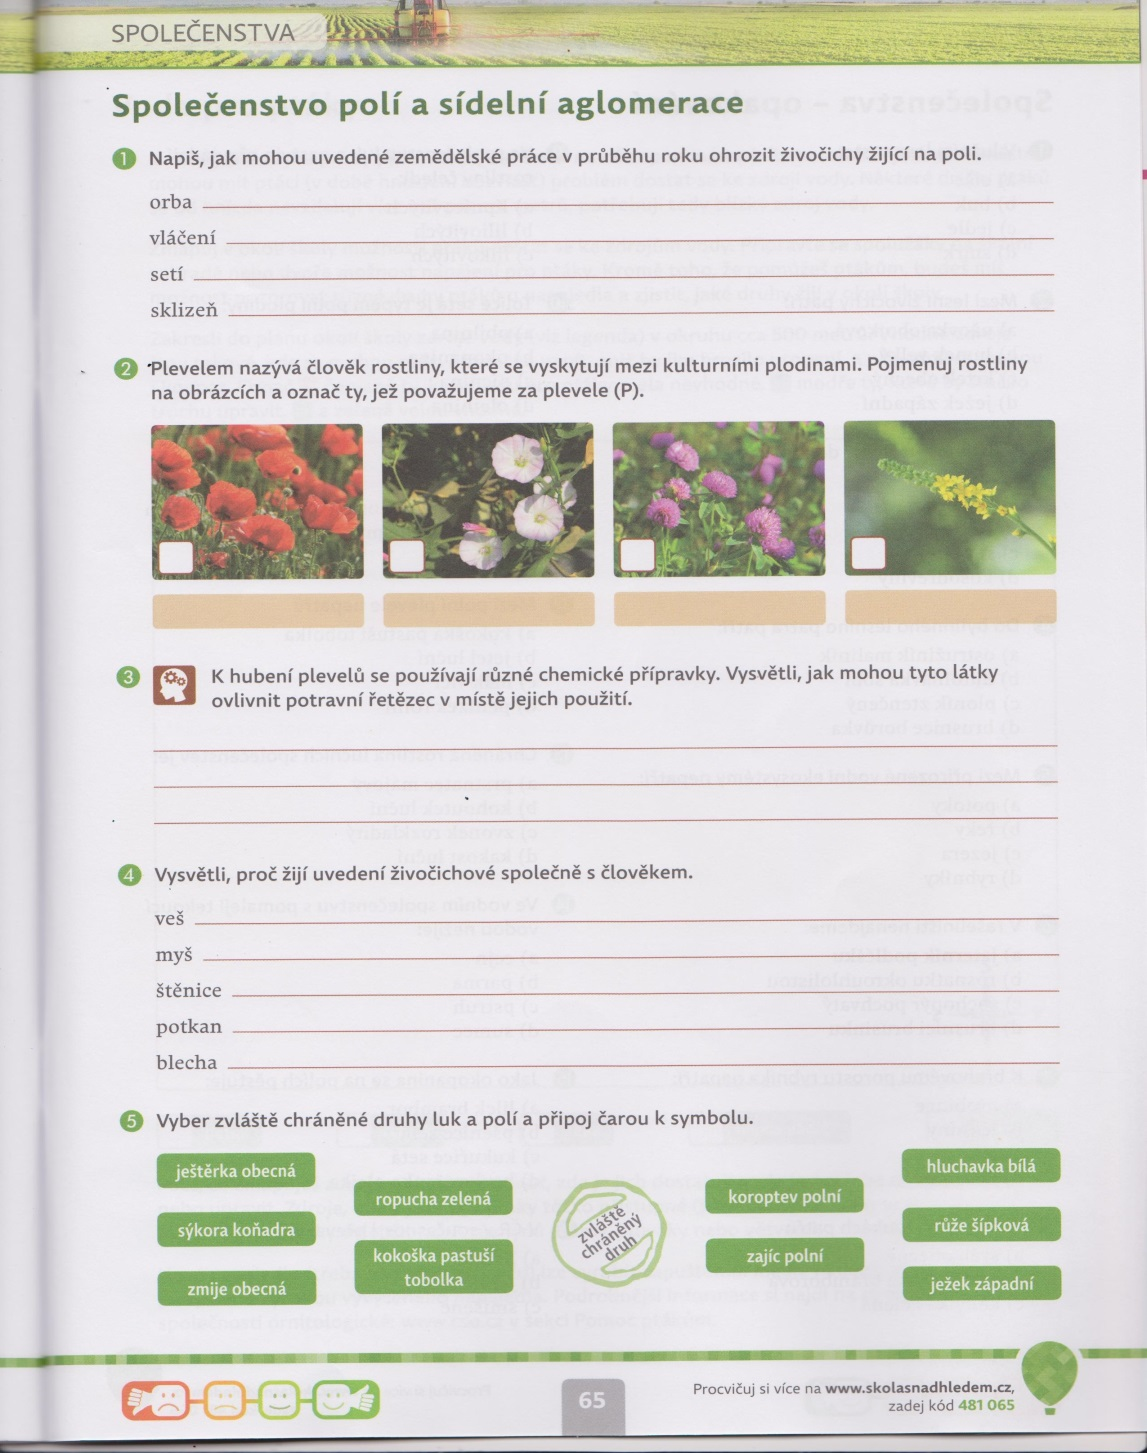 SPOLEČENSTVA
Společenstvo polí a sídelní aglomerace
1 Napiš, jak mohou uvedené zemědělské práce v průběhu roku ohrozit živočichy žijící na poli.
orba
vláčení
setí
sklizeň
2 Plevelem nazývá člověk rostliny, které se vyskytují mezi kulturními plodinami. Pojmenuj rostliny
na obrázcích a označ ty, jež považujeme za plevele (P).
3 K hubení plevelů se používají různé chemické přípravky. Vysvětli, jak mohou tyto látky
ovlivnit potravní řetězec v místě jejich použití.
4 Vysvětli, proč žijí uvedení živočichové společně s člověkem.
veš
myš
štěnice
potkan
blecha
5 Vyber zvláště chráněné druhy luk a polí a připoj čarou k symbolu.
ještěrka obecná
sýkora koňadra
zmije obecná
ropucha zelená
kokoška pastuší
tobolka
zvláště
chráněný
druh
koroptev polní
zajíc polní
hluchavka bílá
růže šípková
ježek západní
65
Procvičuj si více na www.skolasnadhledem.cz,
zadej kód 481 065